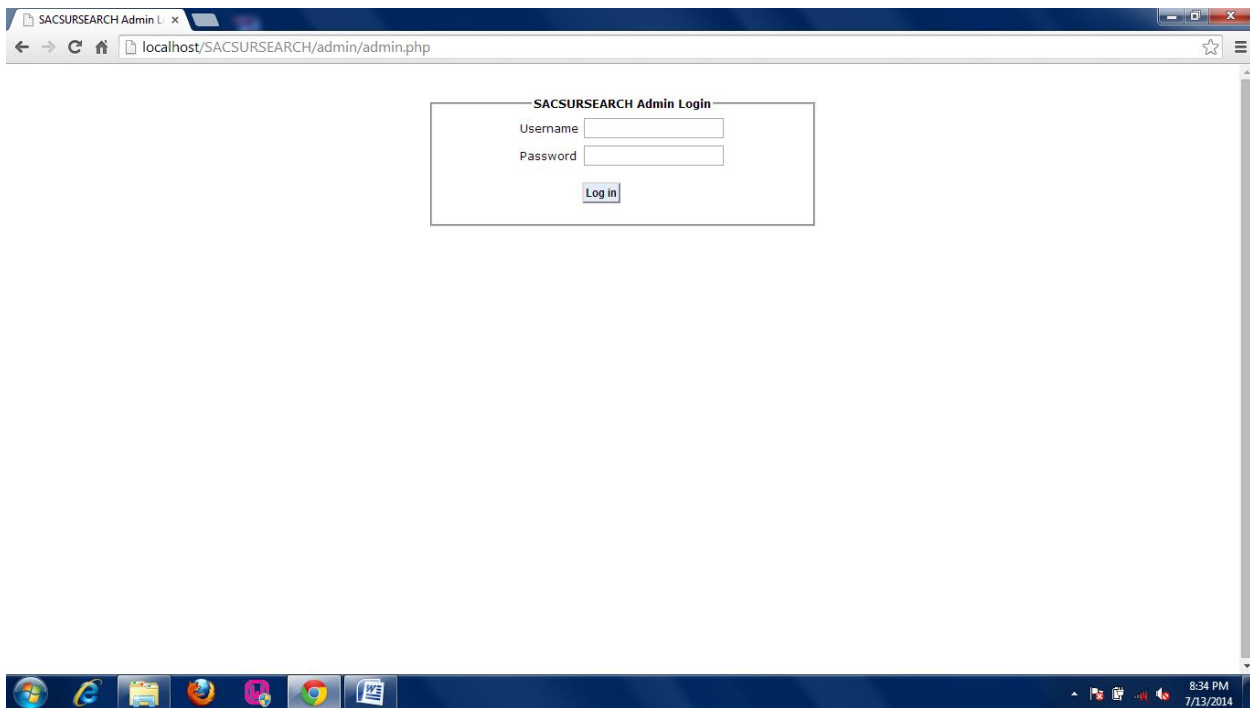 SACSURSEARCH Admin L
localhost/SACSURSEARCH/admin/admin.php
SACSURSEARCH Admin Login
Username
Password
Log in
8:34 PM
7/13/2014